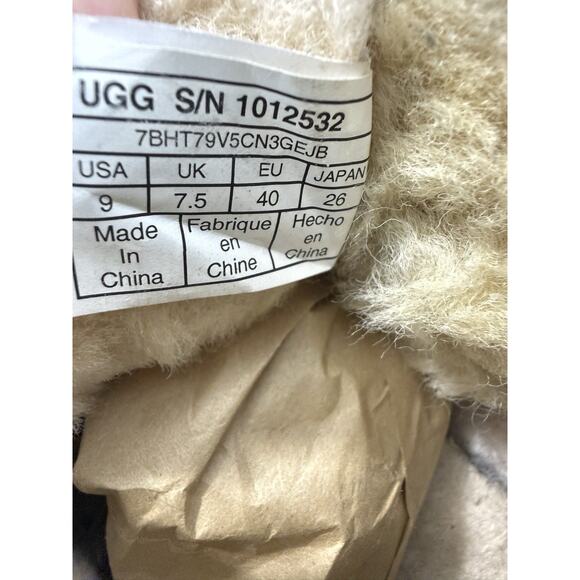 UGG S/N 1012532
7BHT79V5CN3GEJB
USA UK EU JAPAN
9 7.5 40 26
Made Fabrique Hecho
In en en
China Chine China